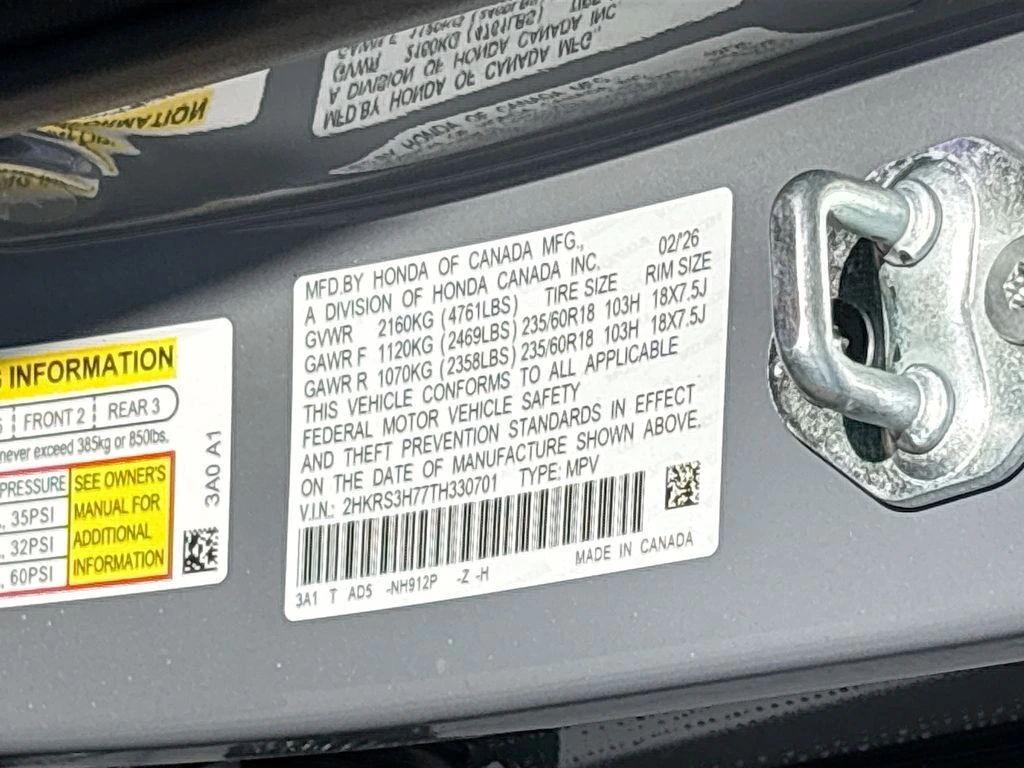 MFD.BY HONDA OF CANADA MFG., 02/'26
A DIVISION OF HONDA CANADA INC.
GVWR 2160KG (4761LBS) TIRE SIZE RIM SIZE
GAWR F 1120KG (2469LBS) 235/60R18 103H 18X7.5J
GAWR R 1070KG (2358LBS) 235/60R18 103H 18X7.5J
THIS VEHICLE CONFORMS TO ALL APPLICABLE
FEDERAL MOTOR VEHICLE SAFETY
AND THEFT PREVENTION STANDARDS IN EFFECT
ON THE DATE OF MANUFACTURE SHOWN ABOVE.
V.I.N.: 2HKRS3H77TH330701 TYPE: MPV
MADE IN CANADA
3A1 T AD5 -NH912P -Z -H
INFORMATION
FRONT 2 REAR 3
never exceed 385kg or 850lbs.
PRESSURE
35PSI
32PSI
60PSI
SEE OWNER'S
MANUAL FOR
ADDITIONAL
INFORMATION
3A0 A1
MFD BY HONDA OF CANADA MFG.,
A DIVISION OF HONDA CANADA INC